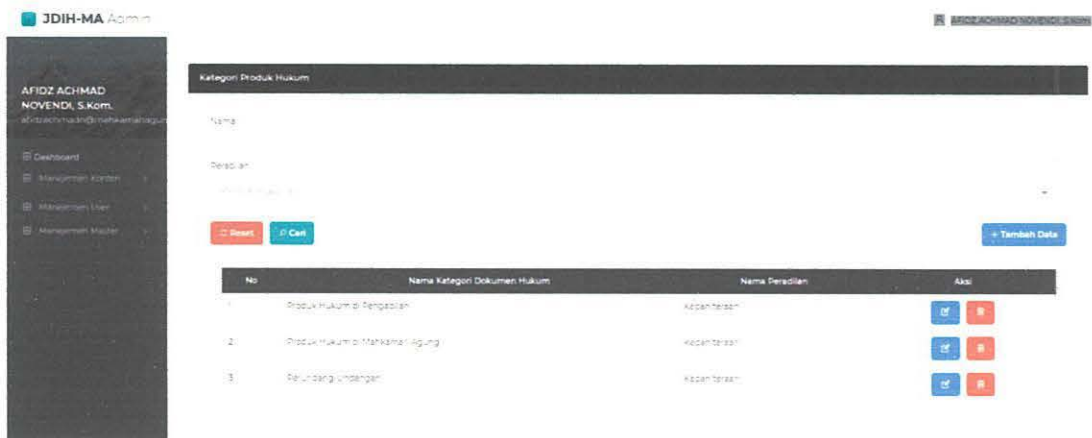 JDIH-MA Admin
AFIDZ ACHMAD NOVENDI, S.Kom.
AFIDZ ACHMAD
NOVENDI, S.Kom.
Dashboard
Manajemen Konten
Manajemen User
Manajemen Master
Kategori Produk Hukum
Nama
Peradilan
Reset
Cari
+ Tambah Data
No Nama Kategori Dokumen Hukum Nama Peradilan Aksi
1 Produk Hukum di Pengadilan Kepaniteraan
2 Produk Hukum di Mahkamah Agung Kepaniteraan
3 Perundang Undangan Kepaniteraan